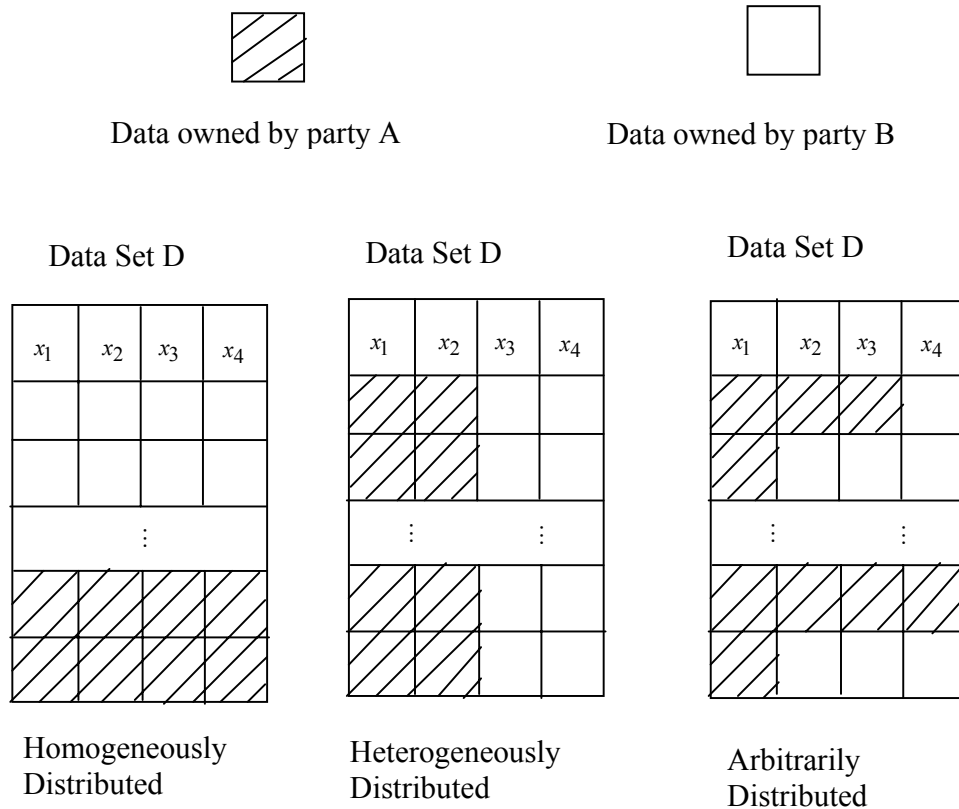 Data owned by party A
Data owned by party B
Data Set D
Data Set D
Data Set D
x1 x2 x3 x4
x1 x2 x3 x4
x1 x2 x3 x4
⋮
⋮ ⋮
⋮ ⋮
Homogeneously
Distributed
Heterogeneously
Distributed
Arbitrarily
Distributed